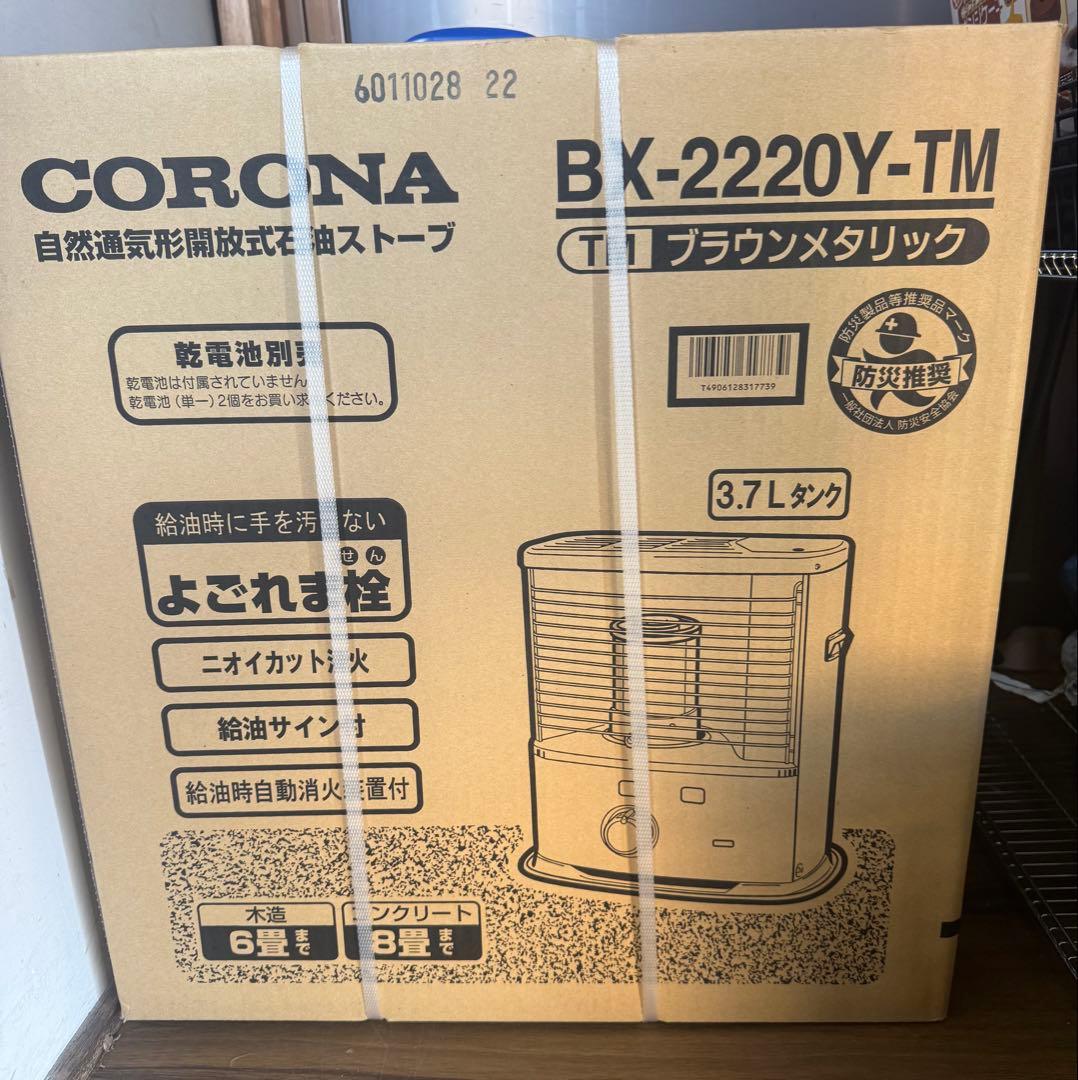 6011028 22
CORONA
自然通気形開放式石油ストーブ
BX-2220Y-TM
TM ブラウンメタリック
乾電池別売
乾電池は付属されていません。
乾電池(単一)2個をお買い求めください。
T4906128317739
防災製品等推奨品マーク
防災推奨
一般社団法人 防災安全協会
3.7Lタンク
給油時に手を汚さない
せん
よごれま栓
ニオイカット消火
給油サイン付
給油時自動消火装置付
木造
6畳まで
コンクリート
8畳まで